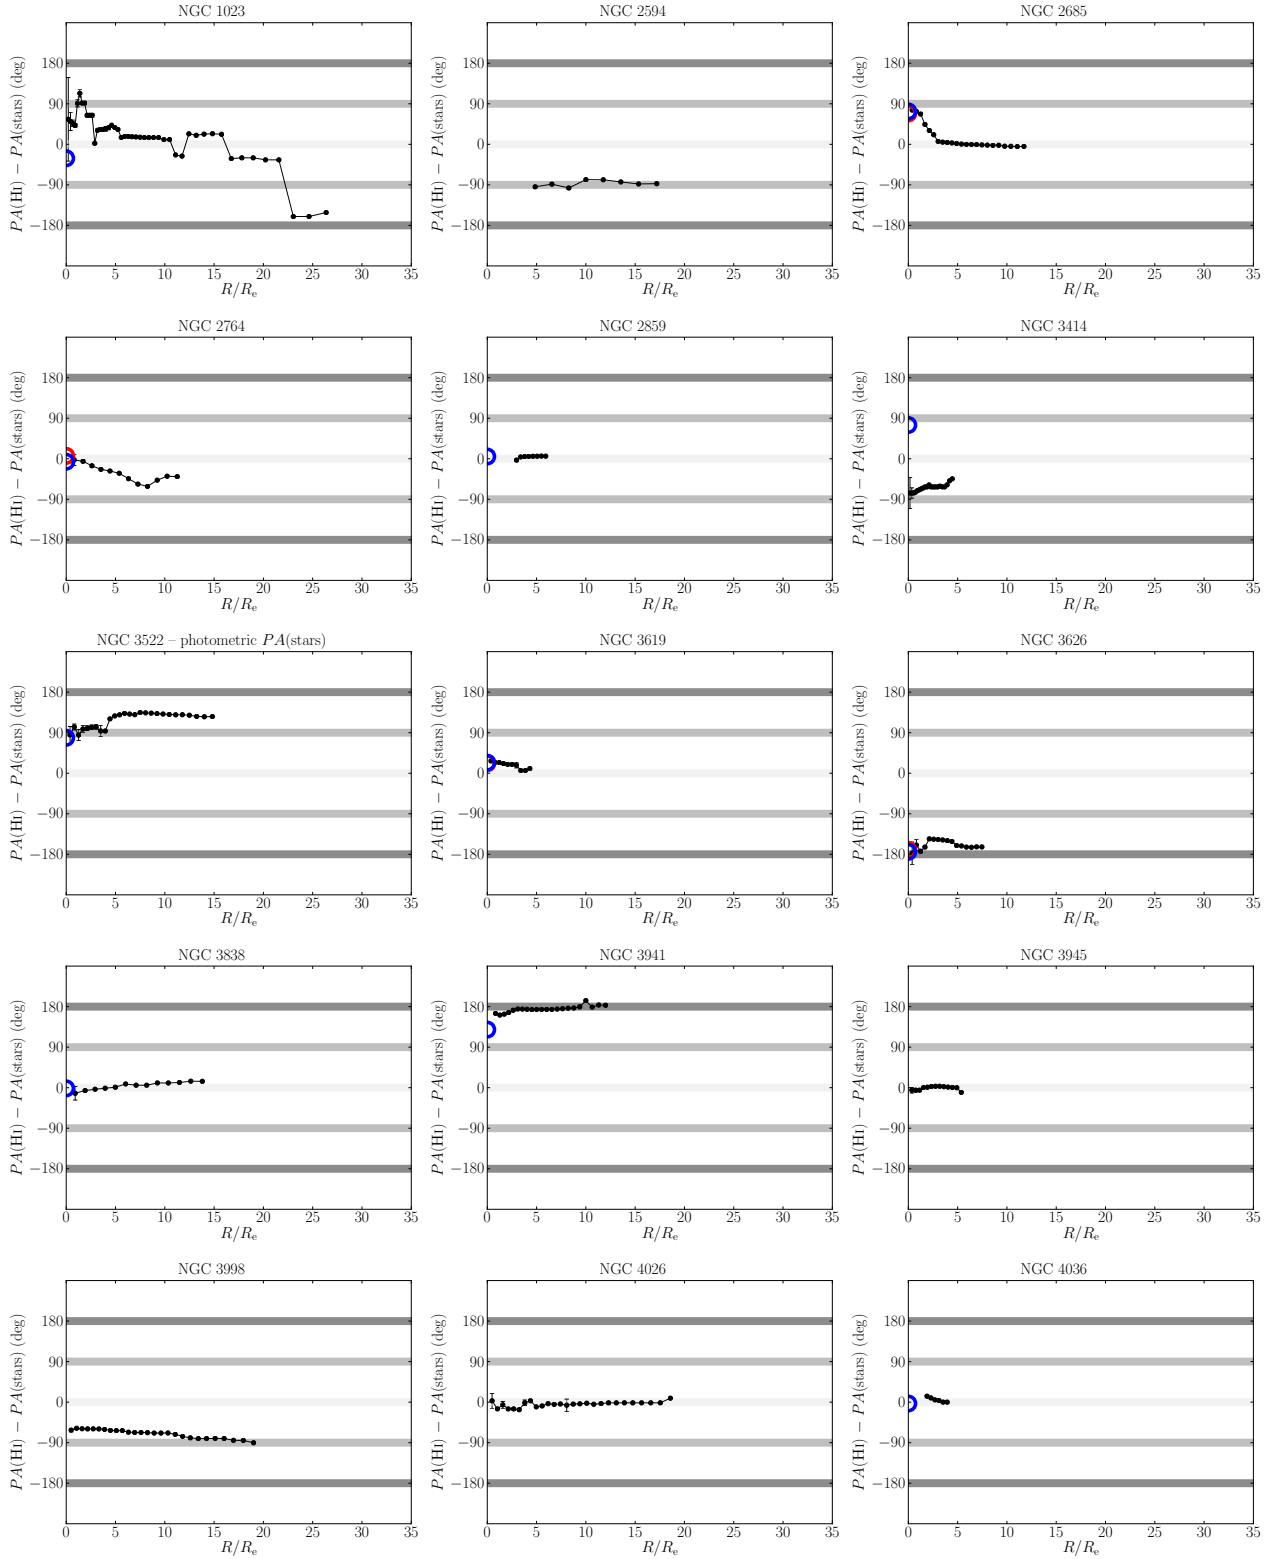 NGC 1023 NGC 2594 NGC 2685
PA(HI) − PA(stars) (deg) PA(HI) − PA(stars) (deg) PA(HI) − PA(stars) (deg)
180 180 180
90 90 90
0 0 0
−90 −90 −90
−180 −180 −180
0 5 10 15 20 25 30 35 0 5 10 15 20 25 30 35 0 5 10 15 20 25 30 35
R/Re R/Re R/Re
NGC 2764 NGC 2859 NGC 3414
PA(HI) − PA(stars) (deg) PA(HI) − PA(stars) (deg) PA(HI) − PA(stars) (deg)
180 180 180
90 90 90
0 0 0
−90 −90 −90
−180 −180 −180
0 5 10 15 20 25 30 35 0 5 10 15 20 25 30 35 0 5 10 15 20 25 30 35
R/Re R/Re R/Re
NGC 3522 – photometric PA(stars) NGC 3619 NGC 3626
PA(HI) − PA(stars) (deg) PA(HI) − PA(stars) (deg) PA(HI) − PA(stars) (deg)
180 180 180
90 90 90
0 0 0
−90 −90 −90
−180 −180 −180
0 5 10 15 20 25 30 35 0 5 10 15 20 25 30 35 0 5 10 15 20 25 30 35
R/Re R/Re R/Re
NGC 3838 NGC 3941 NGC 3945
PA(HI) − PA(stars) (deg) PA(HI) − PA(stars) (deg) PA(HI) − PA(stars) (deg)
180 180 180
90 90 90
0 0 0
−90 −90 −90
−180 −180 −180
0 5 10 15 20 25 30 35 0 5 10 15 20 25 30 35 0 5 10 15 20 25 30 35
R/Re R/Re R/Re
NGC 3998 NGC 4026 NGC 4036
PA(HI) − PA(stars) (deg) PA(HI) − PA(stars) (deg) PA(HI) − PA(stars) (deg)
180 180 180
90 90 90
0 0 0
−90 −90 −90
−180 −180 −180
0 5 10 15 20 25 30 35 0 5 10 15 20 25 30 35 0 5 10 15 20 25 30 35
R/Re R/Re R/Re